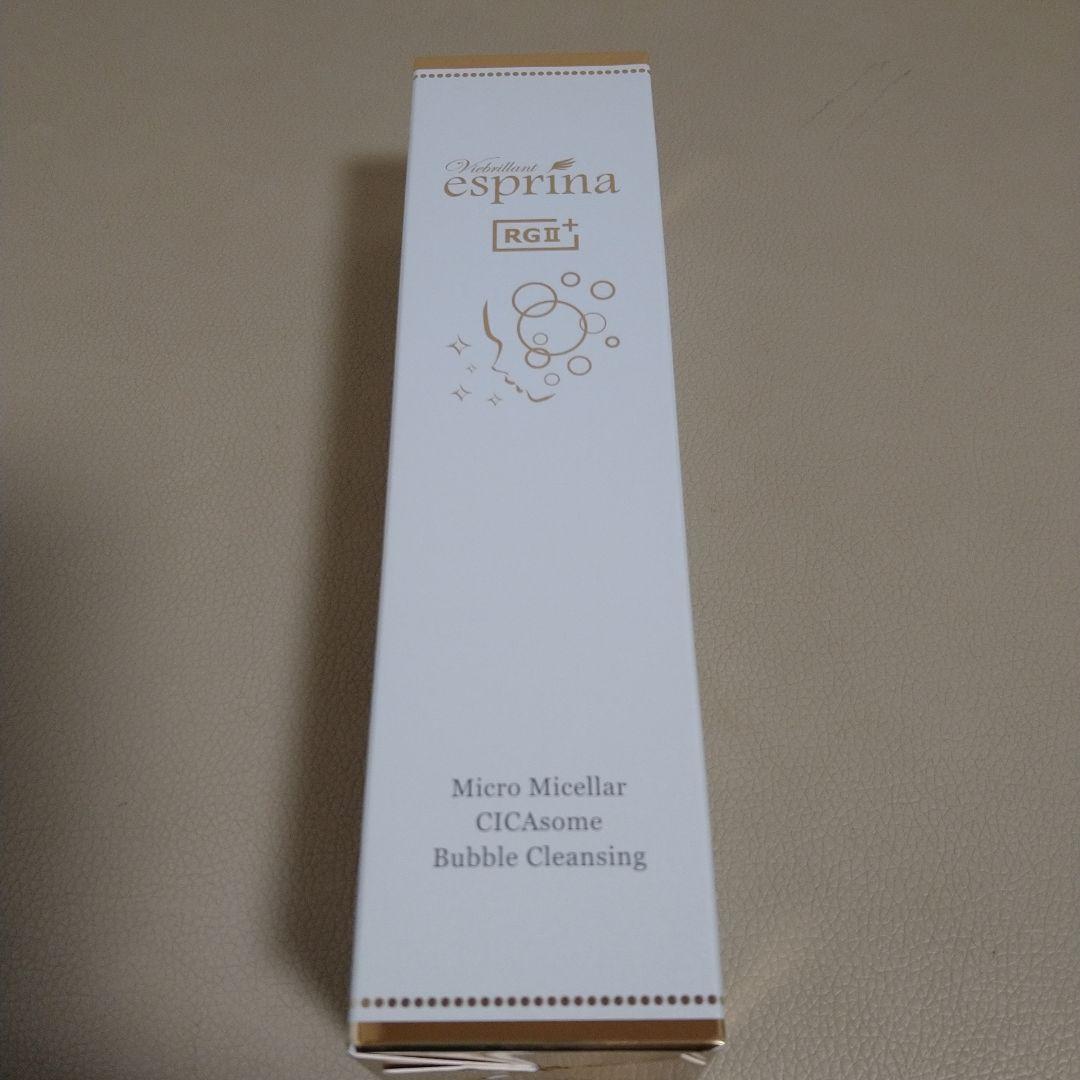 Viebrillant
esprina
RGⅡ+
Micro Micellar
CICAsome
Bubble Cleansing